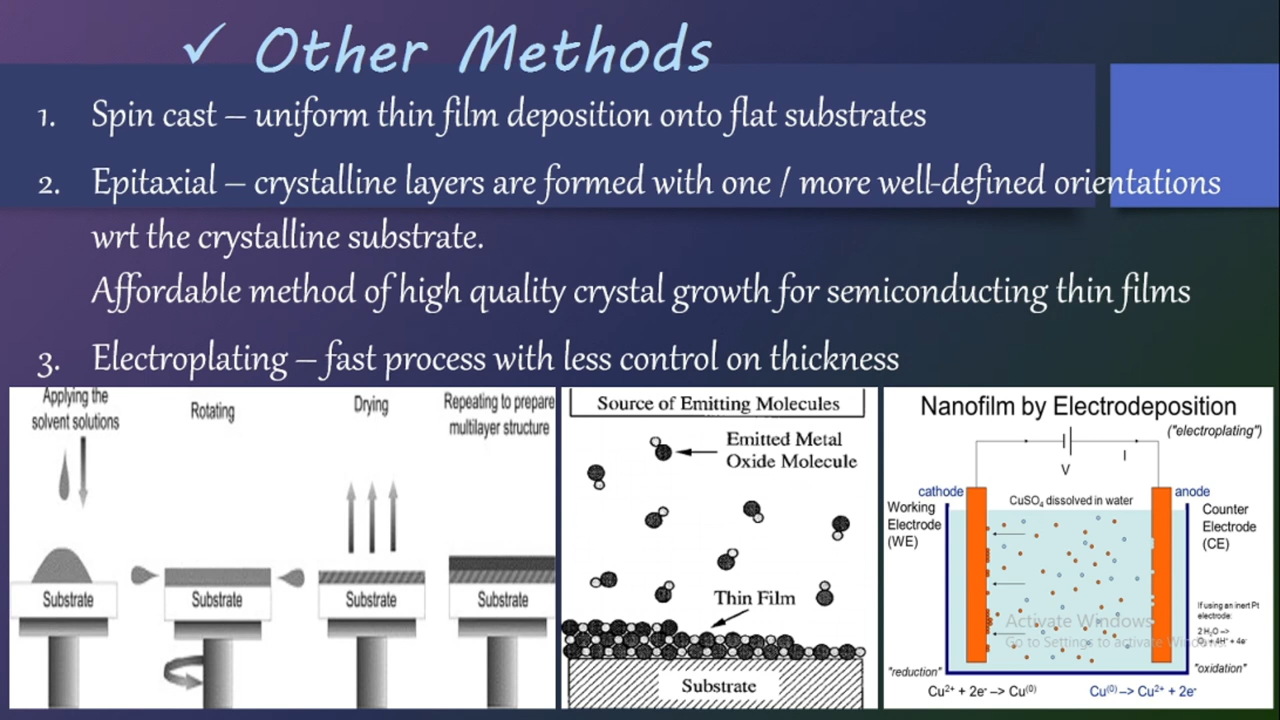 ✓ Other Methods
1. Spin cast – uniform thin film deposition onto flat substrates
2. Epitaxial – crystalline layers are formed with one / more well-defined orientations
wrt the crystalline substrate.
Affordable method of high quality crystal growth for semiconducting thin films
3. Electroplating – fast process with less control on thickness
Applying the
solvent solutions
Rotating
Drying
Repeating to prepare
multilayer structure
Substrate
Substrate
Substrate
Substrate
Source of Emitting Molecules
Emitted Metal
Oxide Molecule
Thin Film
Substrate
Nanofilm by Electrodeposition
("electroplating")
V
I
cathode
anode
CuSO₄ dissolved in water
Working
Electrode
(WE)
Counter
Electrode
(CE)
If using an inert Pt
electrode:
2 H₂O –>
O₂ + 4H⁺ + 4e⁻
Activate Windows
Go to Settings to activate Windows.
"reduction"
"oxidation"
Cu²⁺ + 2e⁻ –> Cu⁽⁰⁾
Cu⁽⁰⁾ –> Cu²⁺ + 2e⁻